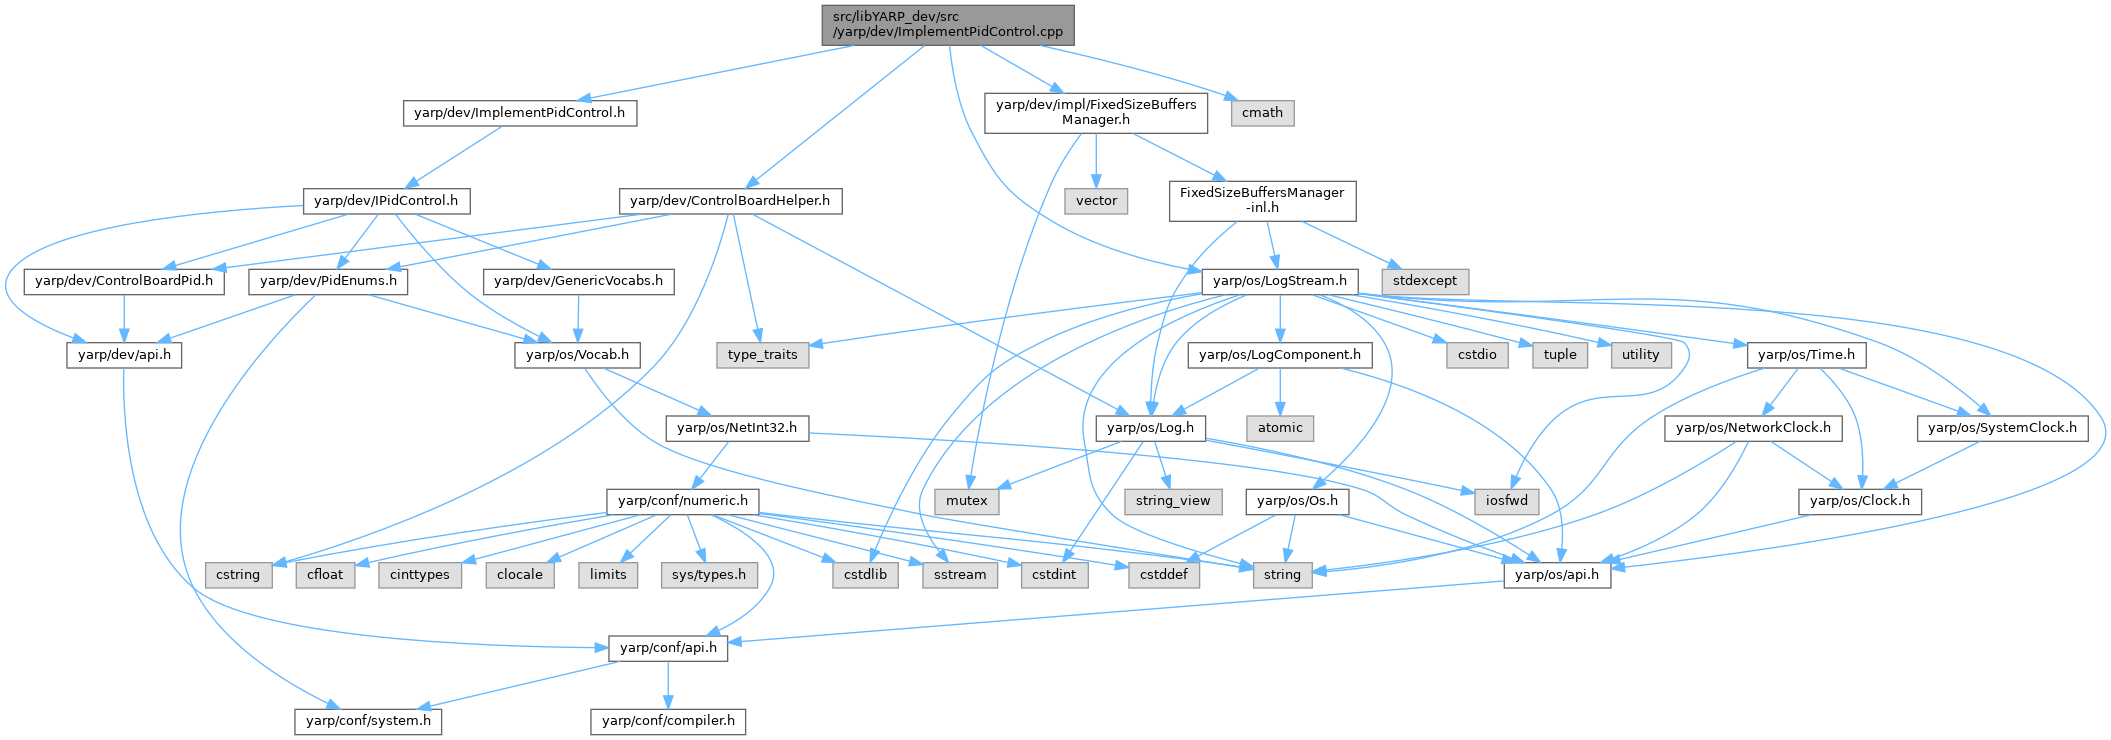 src/libYARP_dev/src
/yarp/dev/ImplementPidControl.cpp
yarp/dev/ImplementPidControl.h
yarp/dev/impl/FixedSizeBuffers
Manager.h
cmath
yarp/dev/IPidControl.h
yarp/dev/ControlBoardHelper.h
vector
FixedSizeBuffersManager
-inl.h
yarp/dev/ControlBoardPid.h
yarp/dev/PidEnums.h
yarp/dev/GenericVocabs.h
yarp/os/LogStream.h
stdexcept
yarp/dev/api.h
yarp/os/Vocab.h
type_traits
yarp/os/LogComponent.h
cstdio
tuple
utility
yarp/os/Time.h
yarp/os/NetInt32.h
yarp/os/Log.h
atomic
yarp/os/NetworkClock.h
yarp/os/SystemClock.h
yarp/conf/numeric.h
mutex
string_view
yarp/os/Os.h
iosfwd
yarp/os/Clock.h
cstring
cfloat
cinttypes
clocale
limits
sys/types.h
cstdlib
sstream
cstdint
cstddef
string
yarp/os/api.h
yarp/conf/api.h
yarp/conf/system.h
yarp/conf/compiler.h